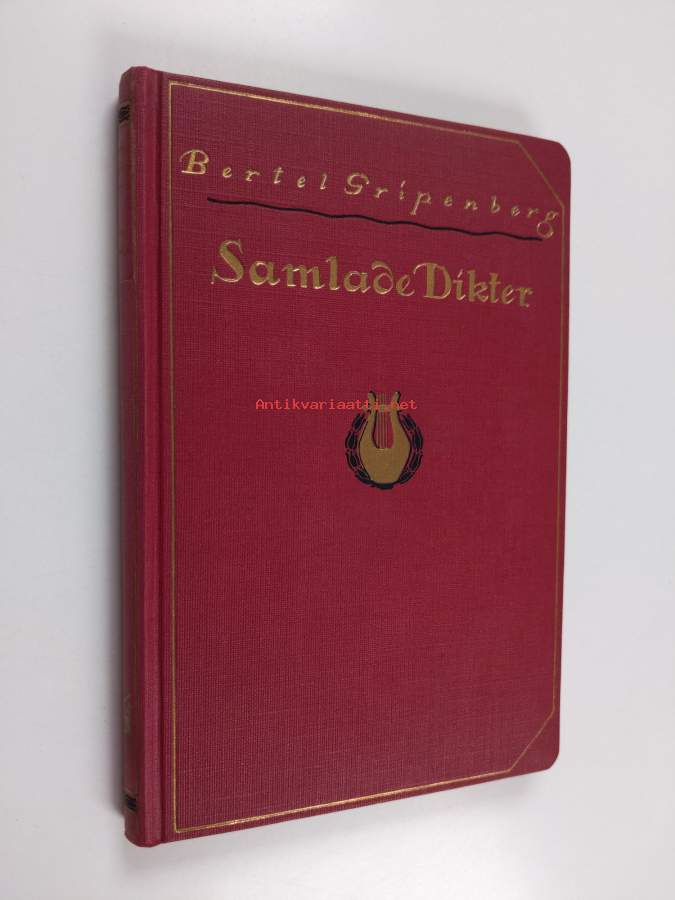 Bertel Gripenberg
Samlade Dikter
Antikvariaatti.net